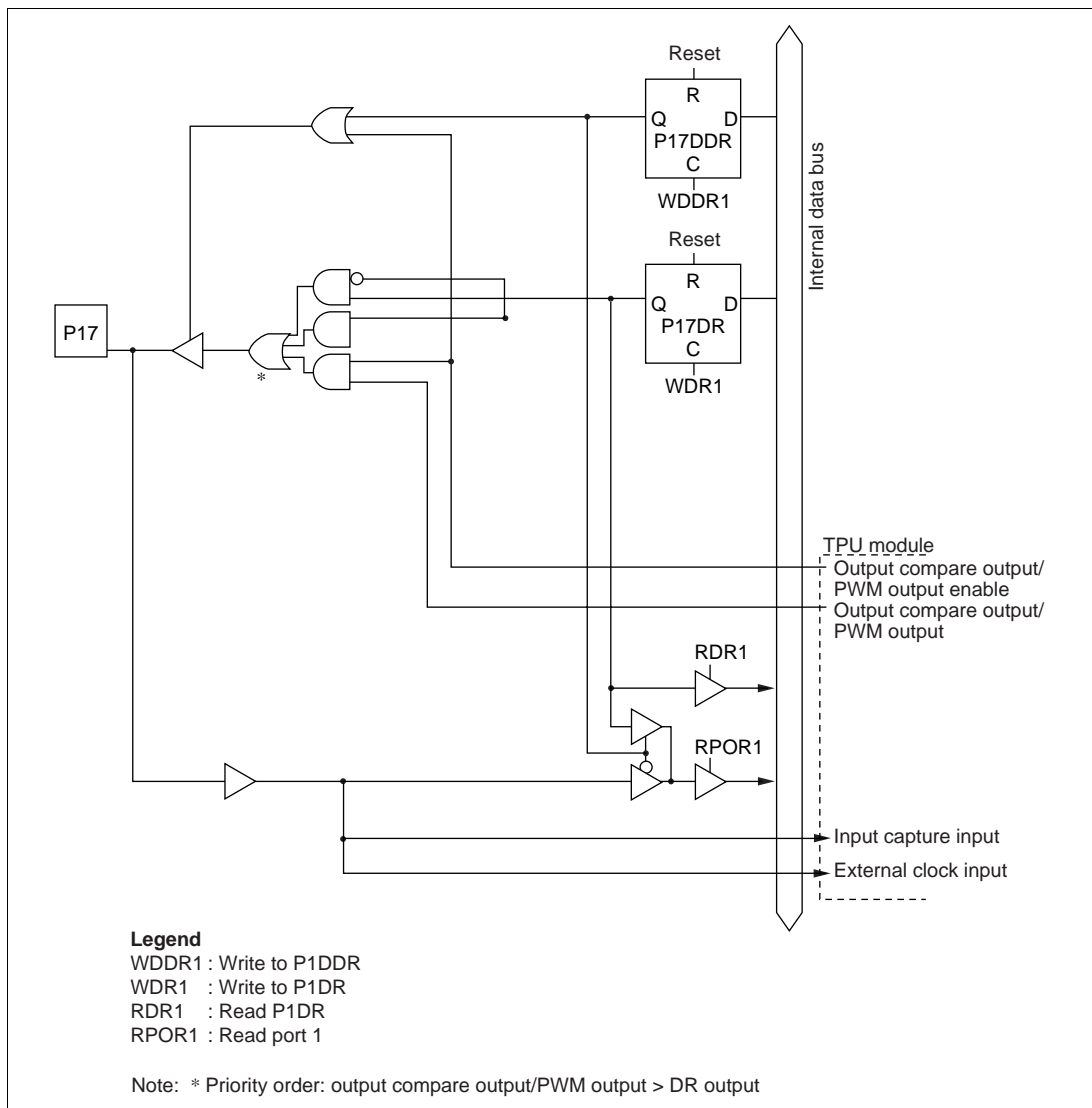 Reset
R
Q D
P17DDR
C
WDDR1
Internal data bus
Reset
R
Q D
P17DR
C
WDR1
P17
*
TPU module
Output compare output/
PWM output enable
Output compare output/
PWM output
RDR1
RPOR1
Input capture input
External clock input
Legend
WDDR1 : Write to P1DDR
WDR1 : Write to P1DR
RDR1 : Read P1DR
RPOR1 : Read port 1
Note: * Priority order: output compare output/PWM output > DR output